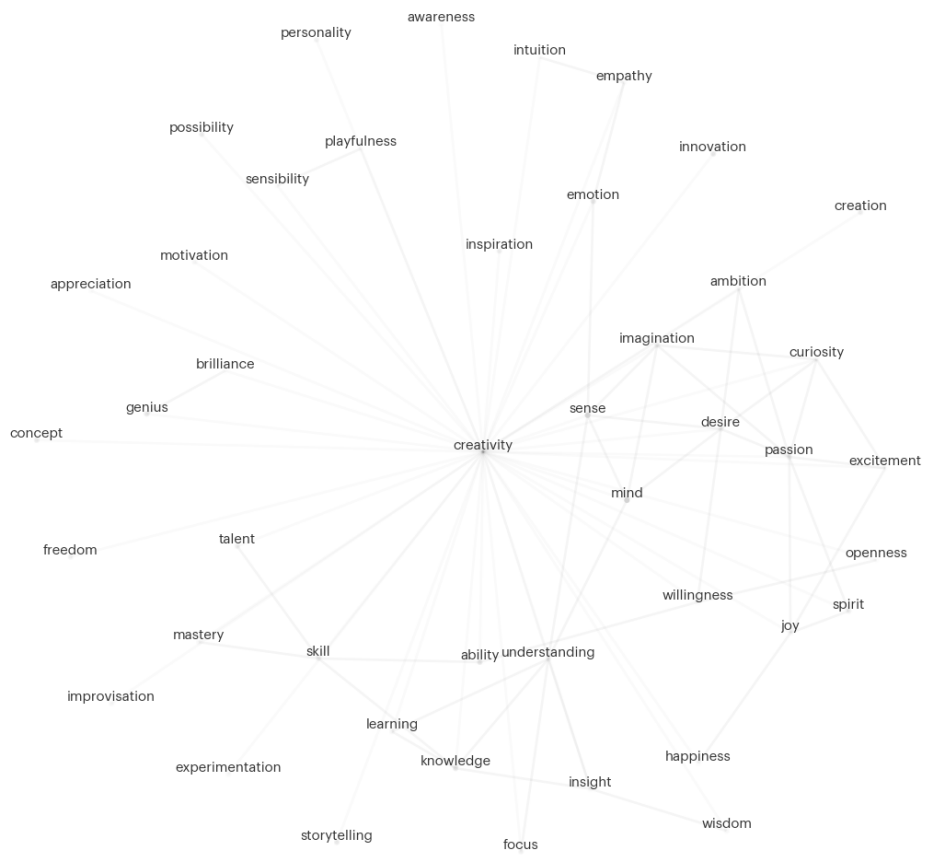 awareness
personality
intuition
empathy
possibility
playfulness
innovation
sensibility
emotion
creation
inspiration
motivation
appreciation
ambition
imagination
curiosity
brilliance
genius
sense
desire
concept
creativity
passion
excitement
mind
talent
freedom
openness
willingness
spirit
joy
mastery
skill
ability
understanding
improvisation
learning
happiness
knowledge
experimentation
insight
wisdom
storytelling
focus